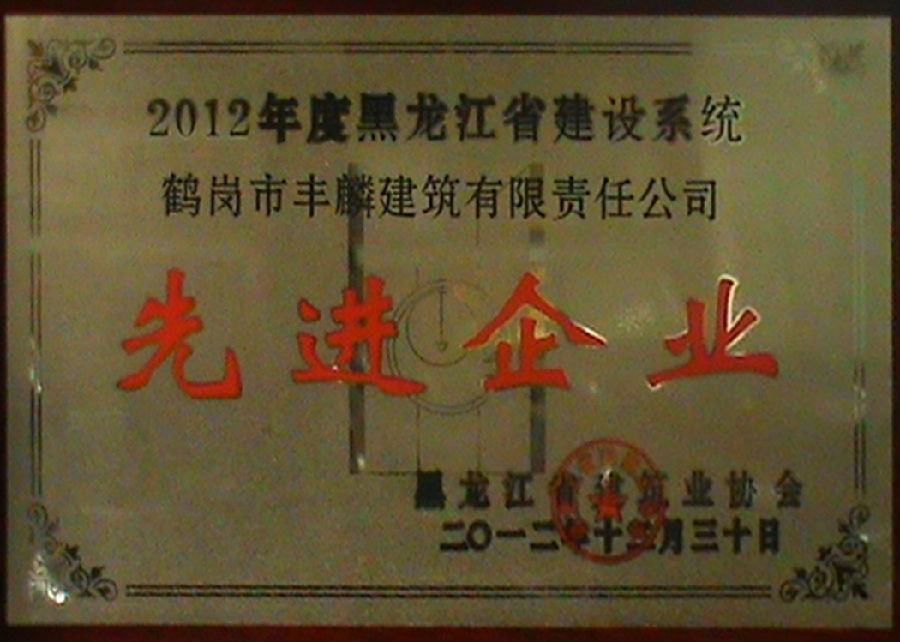 2012年度黑龙江省建设系统
鹤岗市丰麟建筑有限责任公司
先进企业
黑龙江省建筑业协会
二〇一二年十二月三十日